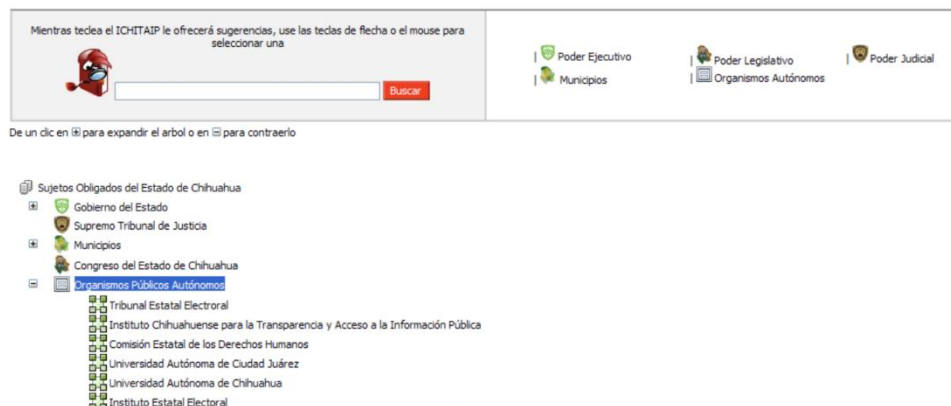 Mientras teclea el ICHITAIP le ofrecerá sugerencias, use las teclas de flecha o el mouse para
seleccionar una
Buscar
| Poder Ejecutivo
| Poder Legislativo
| Poder Judicial
| Municipios
| Organismos Autónomos
De un clic en para expandir el arbol o en para contraerlo
Sujetos Obligados del Estado de Chihuahua
Gobierno del Estado
Supremo Tribunal de Justicia
Municipios
Congreso del Estado de Chihuahua
Organismos Públicos Autónomos
Tribunal Estatal Electroral
Instituto Chihuahuense para la Transparencia y Acceso a la Información Pública
Comisión Estatal de los Derechos Humanos
Universidad Autónoma de Ciudad Juárez
Universidad Autónoma de Chihuahua
Instituto Estatal Electoral